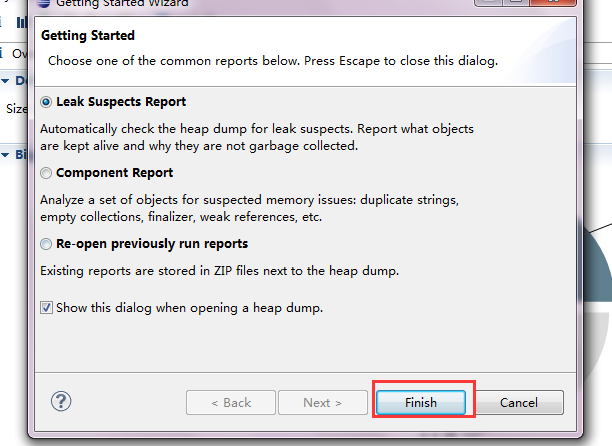 Getting Started Wizard
Getting Started
Choose one of the common reports below. Press Escape to close this dialog.
Leak Suspects Report
Automatically check the heap dump for leak suspects. Report what objects
are kept alive and why they are not garbage collected.
Component Report
Analyze a set of objects for suspected memory issues: duplicate strings,
empty collections, finalizer, weak references, etc.
Re-open previously run reports
Existing reports are stored in ZIP files next to the heap dump.
Show this dialog when opening a heap dump.
?
< Back
Next >
Finish
Cancel
i
Ov
De
Size
Bi